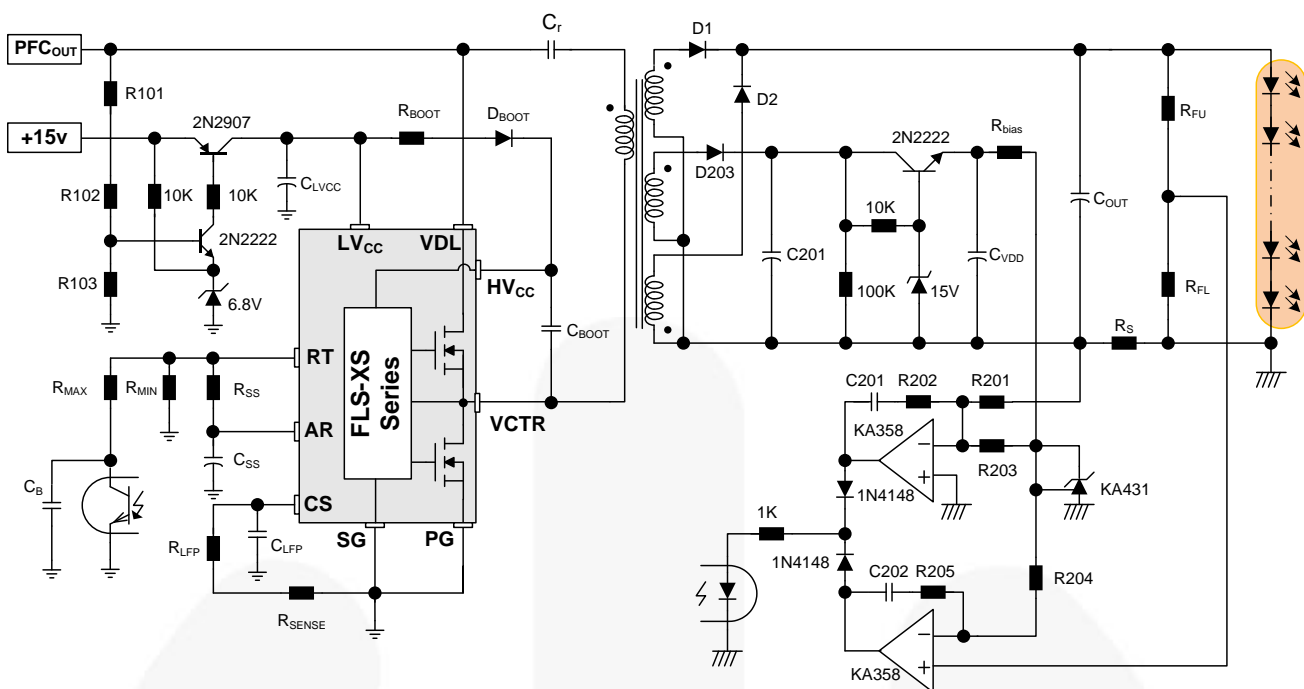 PFCOUT
Cr
D1
R101
D2
RFU
+15v
2N2907
RBOOT
DBOOT
2N2222
Rbias
D203
R102
10K
10K
CLVCC
COUT
10K
2N2222
LVCC
VDL
C201
CVDD
R103
6.8V
HVCC
100K
15V
RFL
CBOOT
RS
RT
RMAX
RMIN
RSS
FLS-XS
Series
VCTR
C201
R202
R201
KA358
AR
CSS
R203
CB
CS
1N4148
KA431
1K
RLFP
CLFP
SG
PG
1N4148
C202
R205
R204
RSENSE
KA358